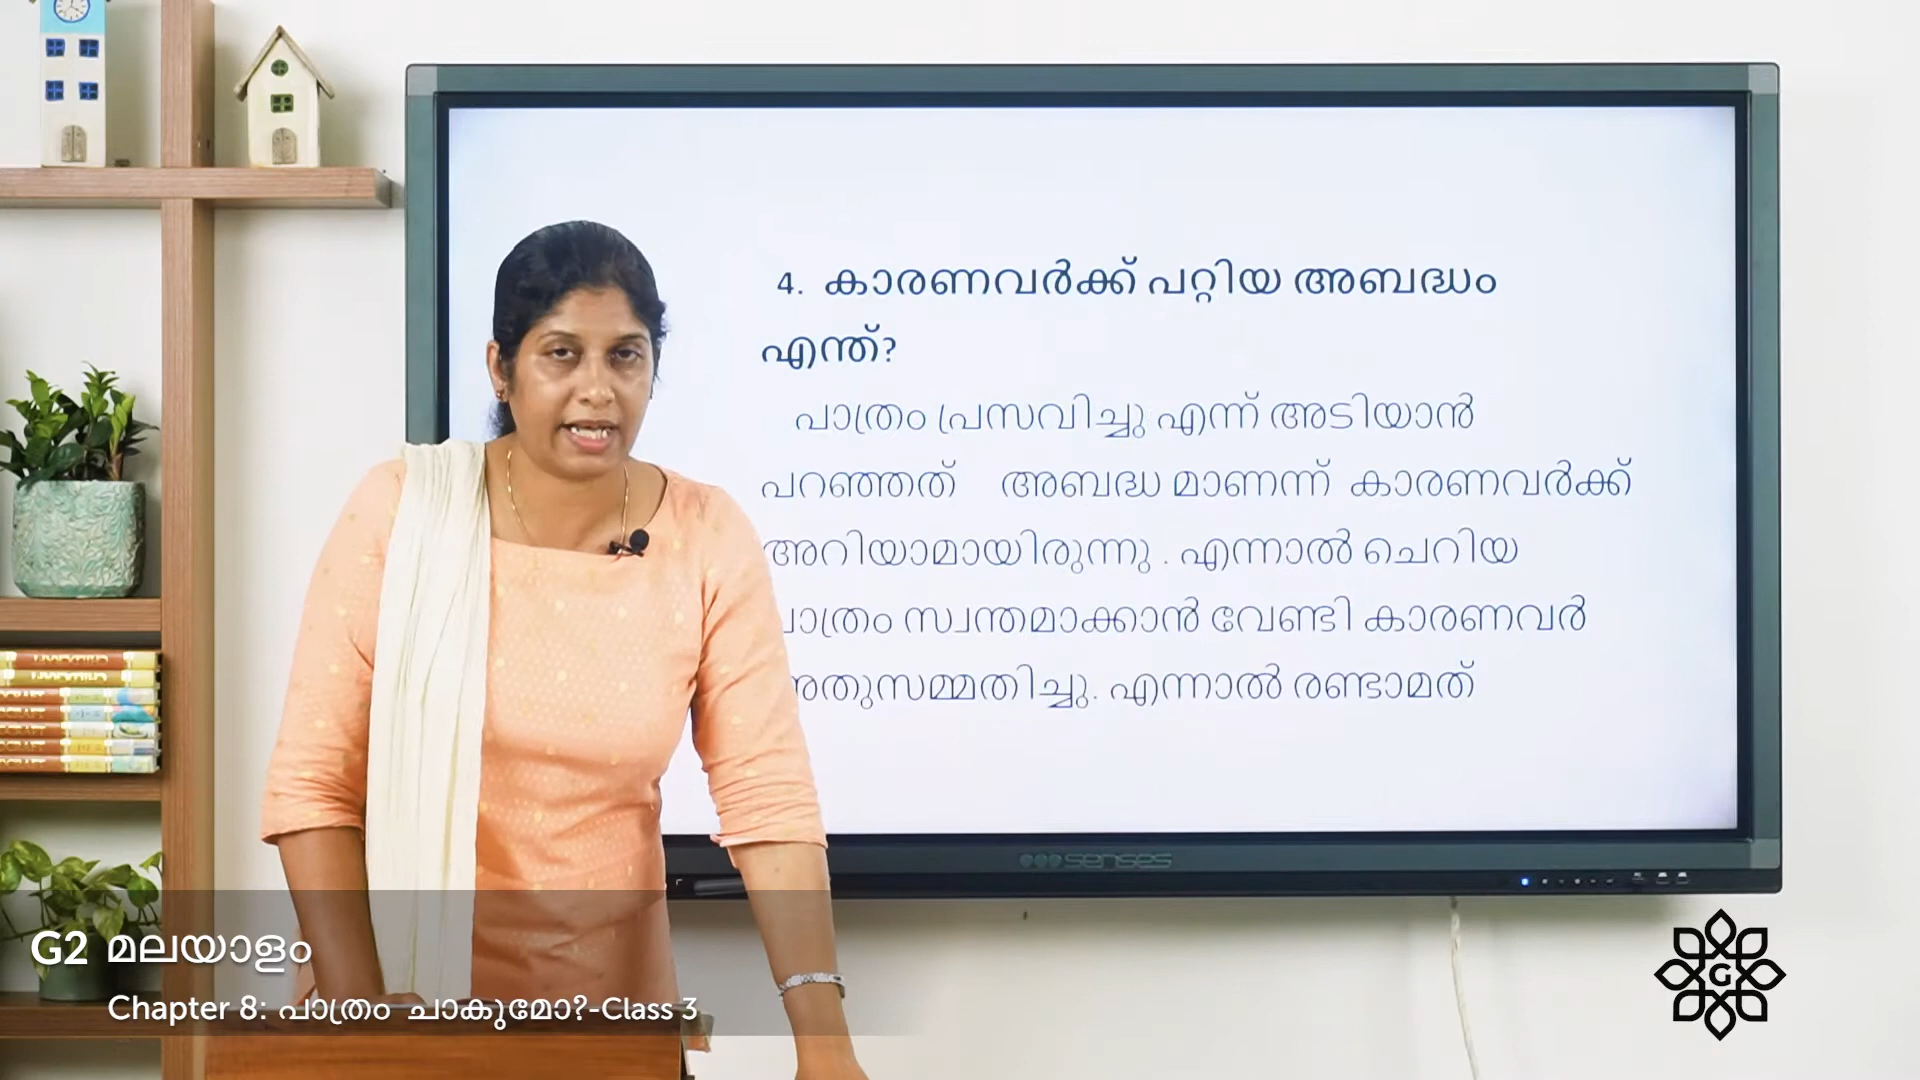 4. കാരണവർക്ക് പറ്റിയ അബദ്ധം
എന്ത്?
പാത്രം പ്രസവിച്ചു എന്ന് അടിയാൻ
പറഞ്ഞത് അബദ്ധ മാണന്ന് കാരണവർക്ക്
അറിയാമായിരുന്നു . എന്നാൽ ചെറിയ
പാത്രം സ്വന്തമാക്കാൻ വേണ്ടി കാരണവർ
അതുസമ്മതിച്ചു. എന്നാൽ രണ്ടാമത്
senses
G2 മലയാളം
Chapter 8: പാത്രം ചാകുമോ?-Class 3
G